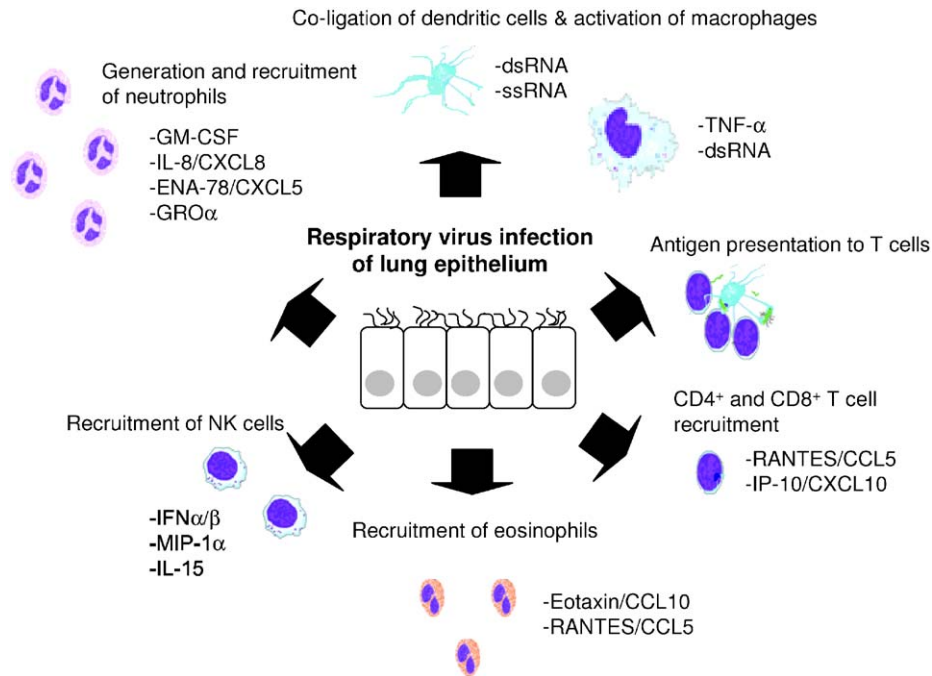 Co-ligation of dendritic cells & activation of macrophages
-dsRNA
-ssRNA
-TNF-α
-dsRNA
Generation and recruitment
of neutrophils
-GM-CSF
-IL-8/CXCL8
-ENA-78/CXCL5
-GROα
Respiratory virus infection
of lung epithelium
Antigen presentation to T cells
CD4⁺ and CD8⁺ T cell
recruitment
-RANTES/CCL5
-IP-10/CXCL10
Recruitment of NK cells
-IFNα/β
-MIP-1α
-IL-15
Recruitment of eosinophils
-Eotaxin/CCL10
-RANTES/CCL5